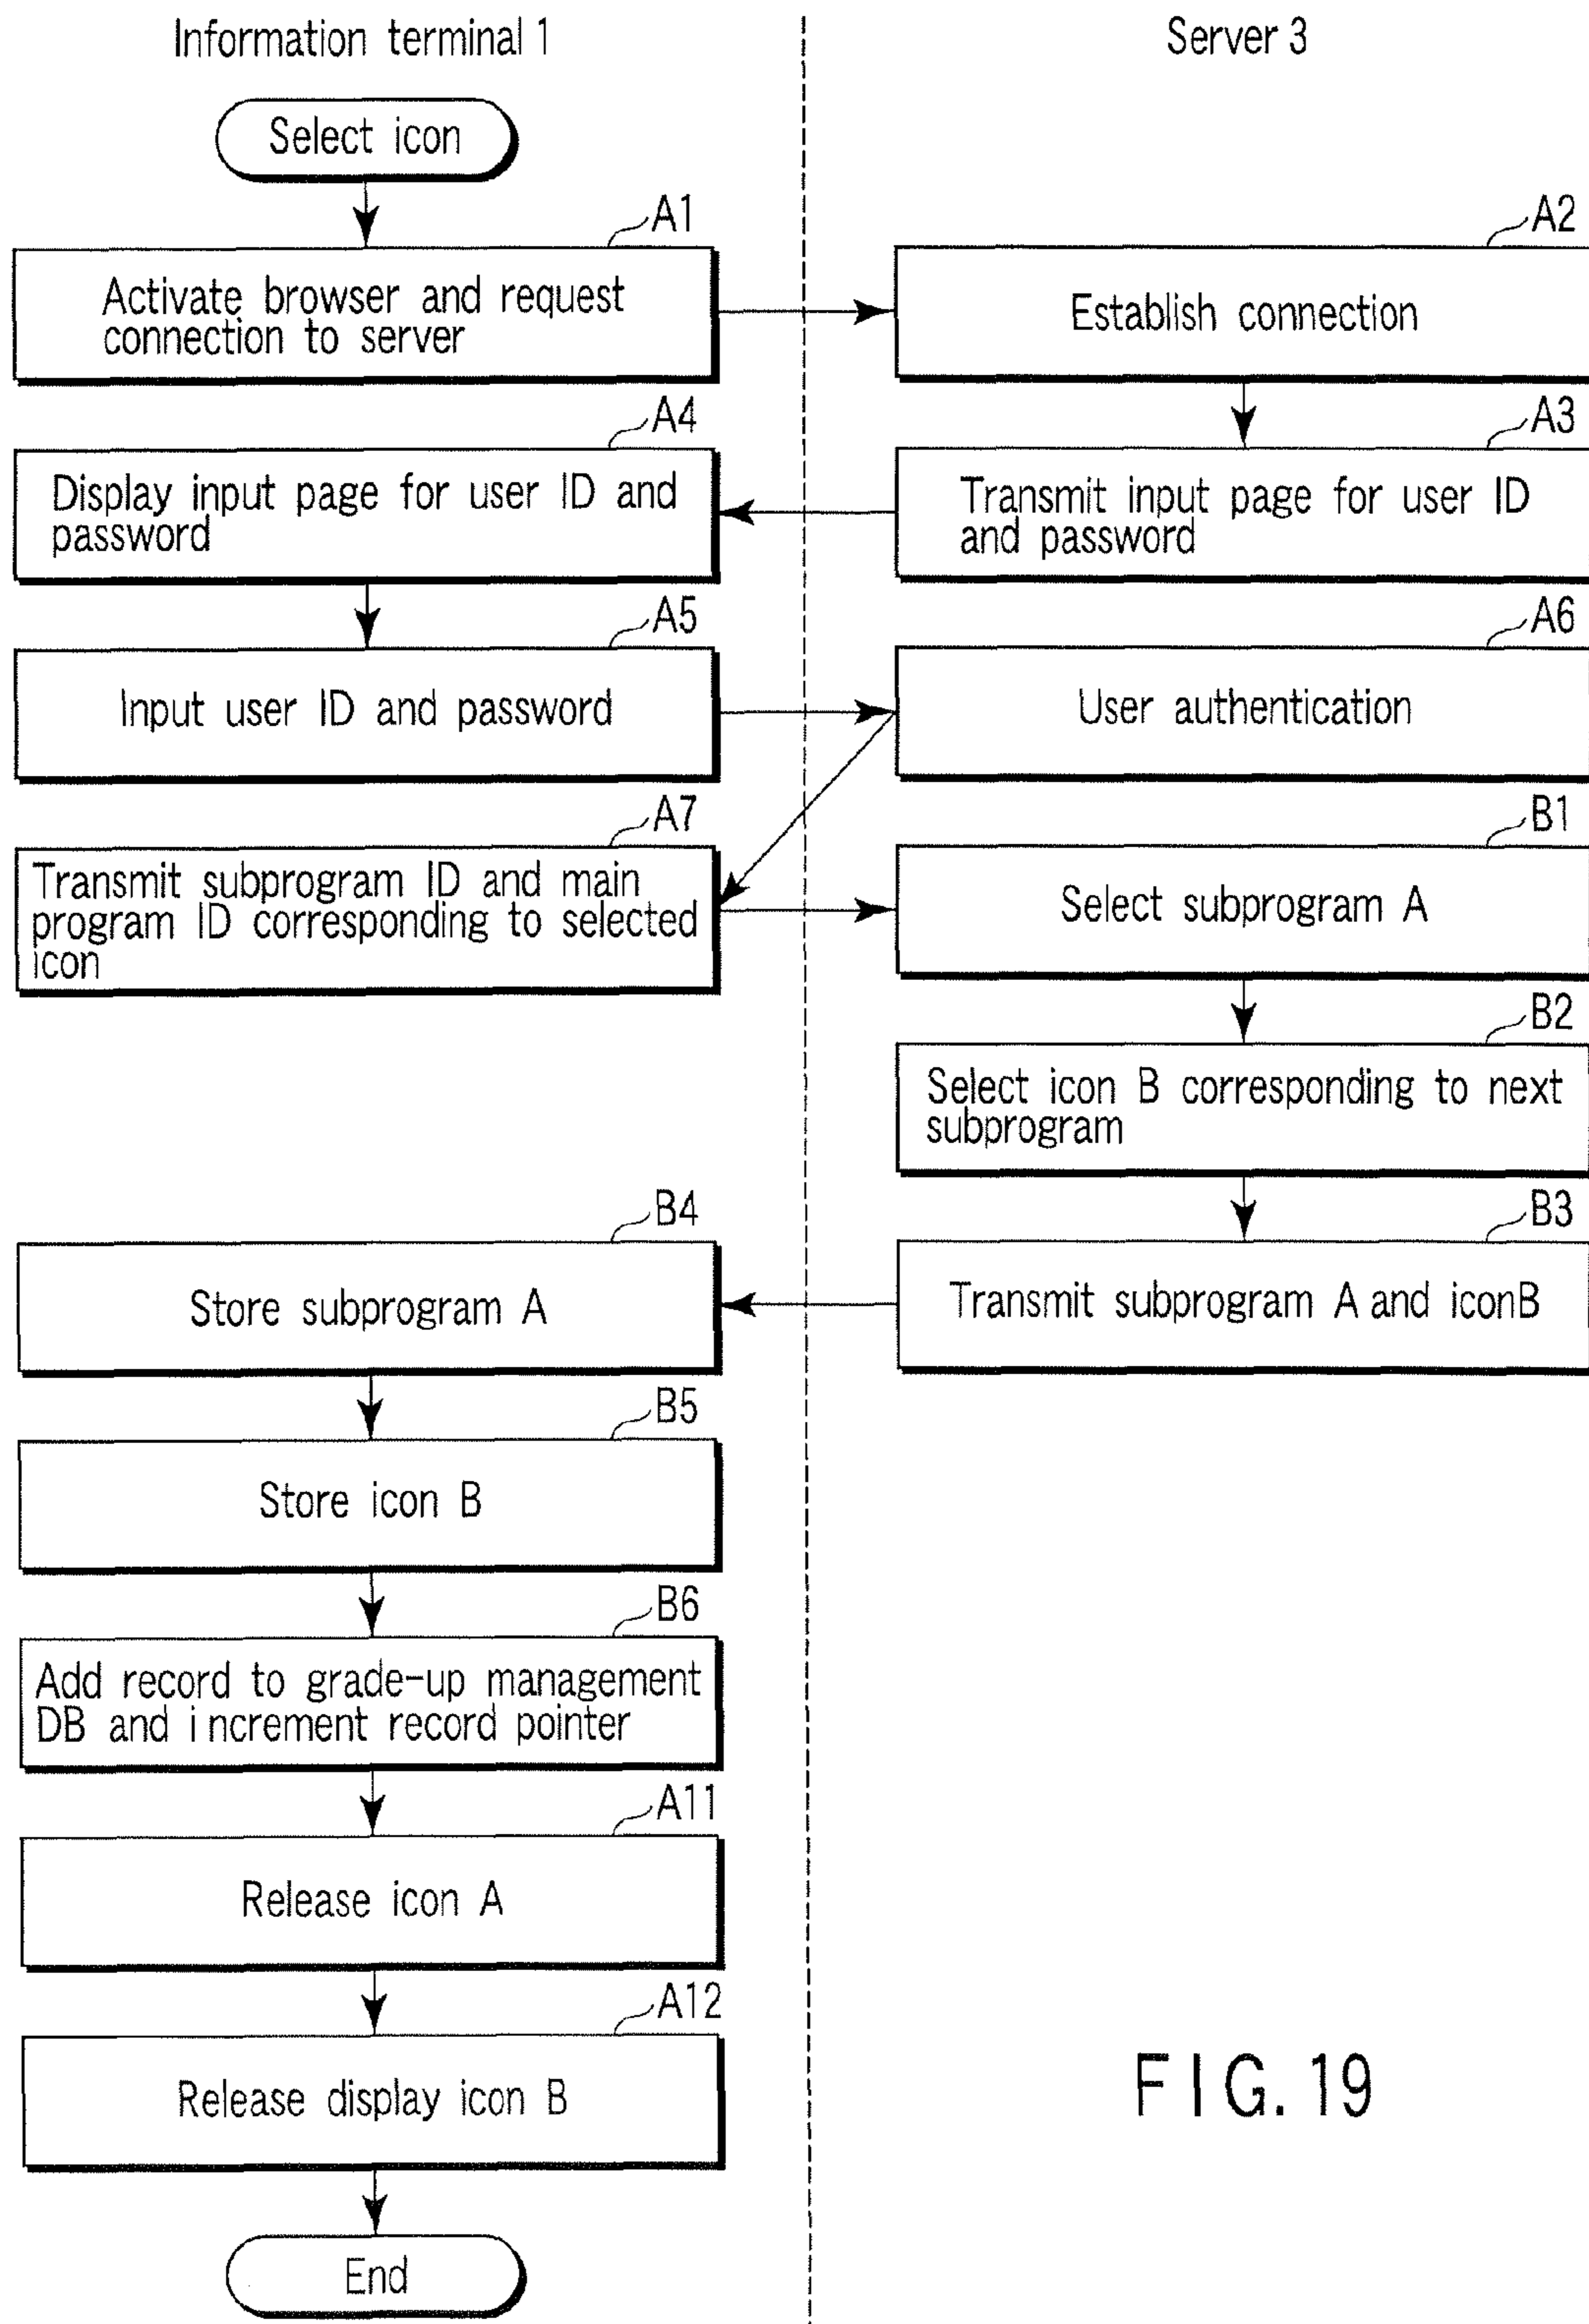 Information terminal 1
Server 3
Select icon
A1
Activate browser and request
connection to server
A2
Establish connection
A4
Display input page for user ID and
password
A3
Transmit input page for user ID
and password
A5
Input user ID and password
A6
User authentication
A7
Transmit subprogram ID and main
program ID corresponding to selected
icon
B1
Select subprogram A
B2
Select icon B corresponding to next
subprogram
B4
Store subprogram A
B3
Transmit subprogram A and iconB
B5
Store icon B
B6
Add record to grade-up management
DB and increment record pointer
A11
Release icon A
A12
Release display icon B
End
FIG. 19